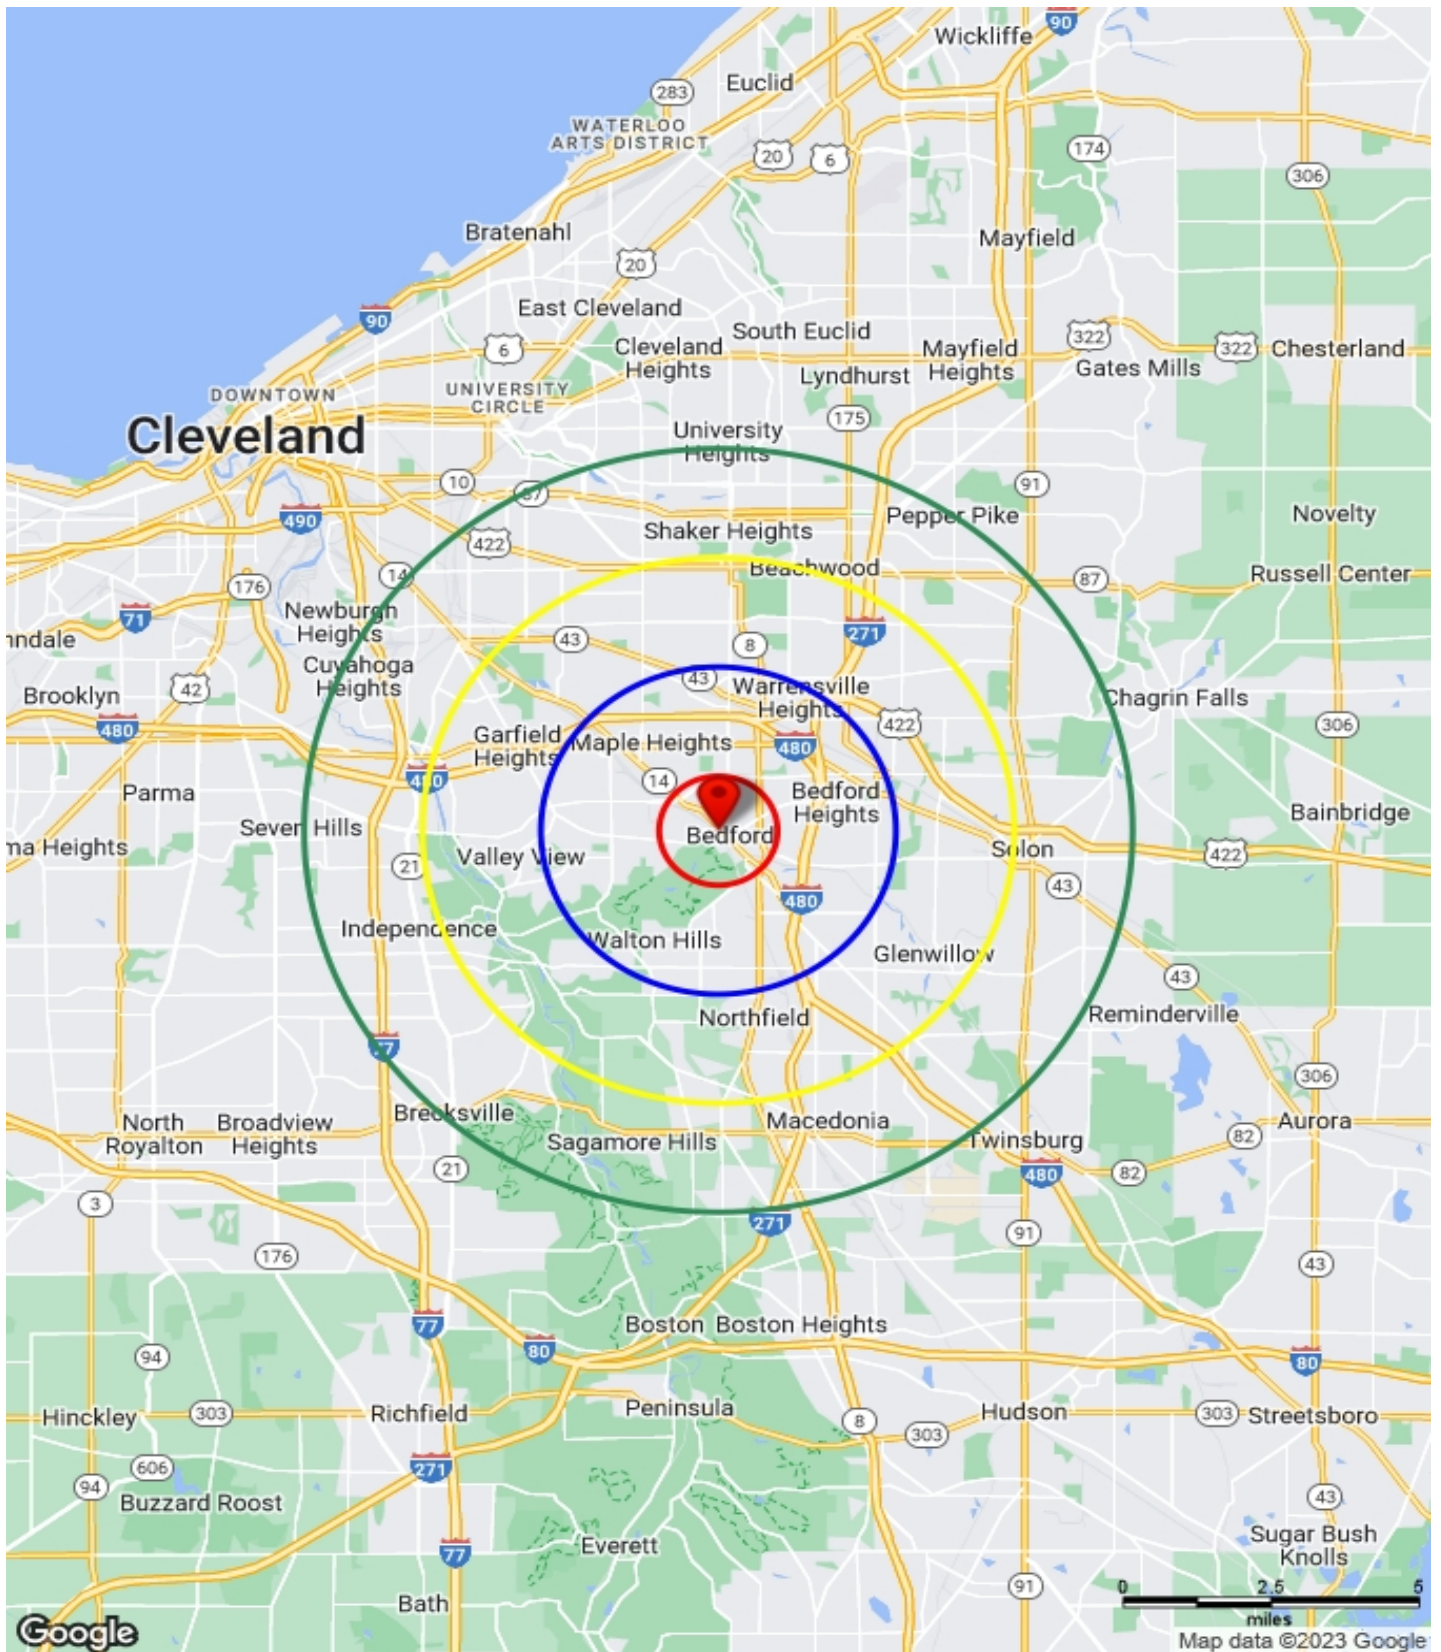 90
Wickliffe
Euclid
283
WATERLOO
ARTS DISTRICT
20
6
174
306
Bratenahl
Mayfield
20
East Cleveland
90
South Euclid
322
6
Cleveland
Heights
Mayfield
Heights
322
Chesterland
Lyndhurst
Gates Mills
DOWNTOWN
UNIVERSITY
CIRCLE
Cleveland
175
University
Heights
10
87
91
490
Pepper Pike
Novelty
Shaker Heights
422
Beachwood
14
87
Russell Center
176
71
Newburgh
Heights
43
8
271
nndale
Cuyahoga
Heights
43
Warrensville
Heights
Brooklyn
42
Chagrin Falls
480
422
306
Garfield
Heights
Maple Heights
480
480
14
Bedford
Heights
Parma
Bainbridge
Seven Hills
Bedford
ma Heights
Valley View
Solon
422
21
43
480
Independence
Walton Hills
Glenwillow
43
Northfield
Reminderville
77
306
North
Royalton
Broadview
Heights
Brecksville
Macedonia
Aurora
Sagamore Hills
Twinsburg
82
21
480
82
3
271
91
176
43
77
Boston
Boston Heights
80
80
94
Hinckley
303
Richfield
Peninsula
8
303
Hudson
303
Streetsboro
606
271
94
Buzzard Roost
43
Everett
Sugar Bush
Knolls
77
91
Bath
0 2.5 5
miles
Google
Map data ©2023 Google